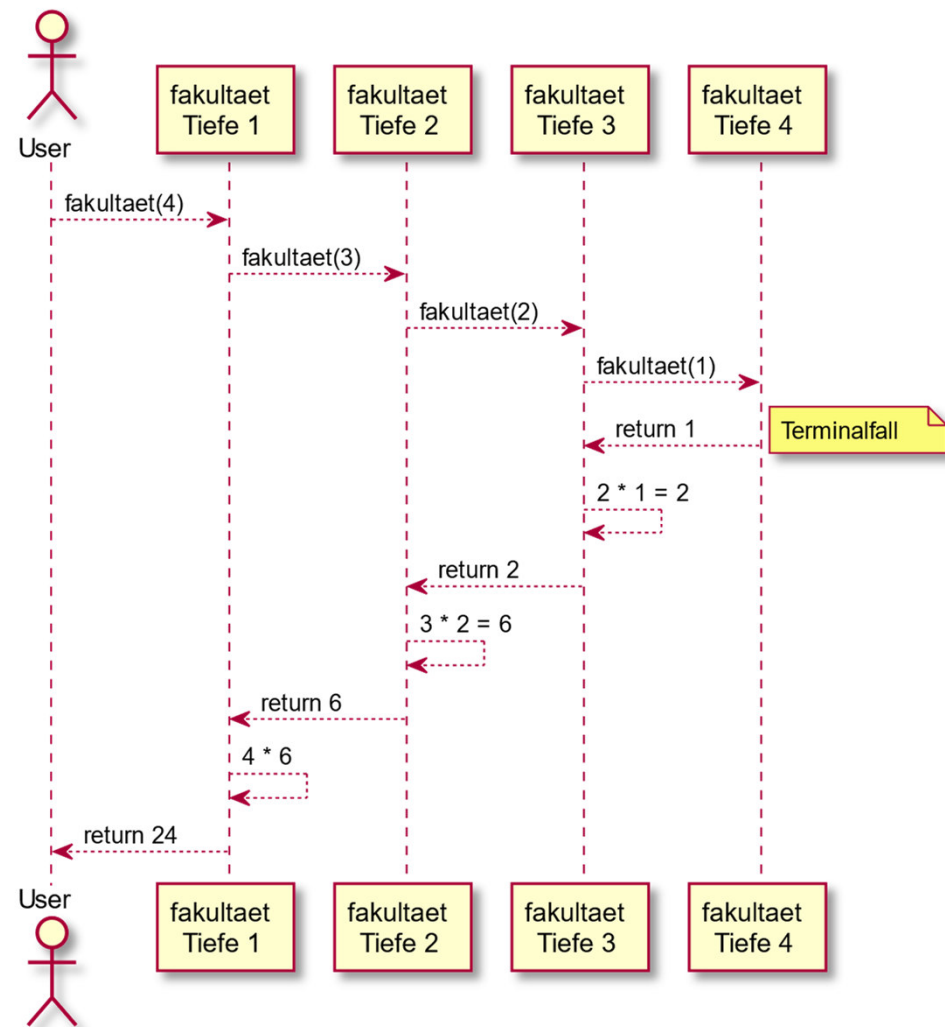 User
fakultaet
Tiefe 1
fakultaet
Tiefe 2
fakultaet
Tiefe 3
fakultaet
Tiefe 4
fakultaet(4)
fakultaet(3)
fakultaet(2)
fakultaet(1)
return 1
Terminalfall
2 * 1 = 2
return 2
3 * 2 = 6
return 6
4 * 6
return 24
User
fakultaet
Tiefe 1
fakultaet
Tiefe 2
fakultaet
Tiefe 3
fakultaet
Tiefe 4